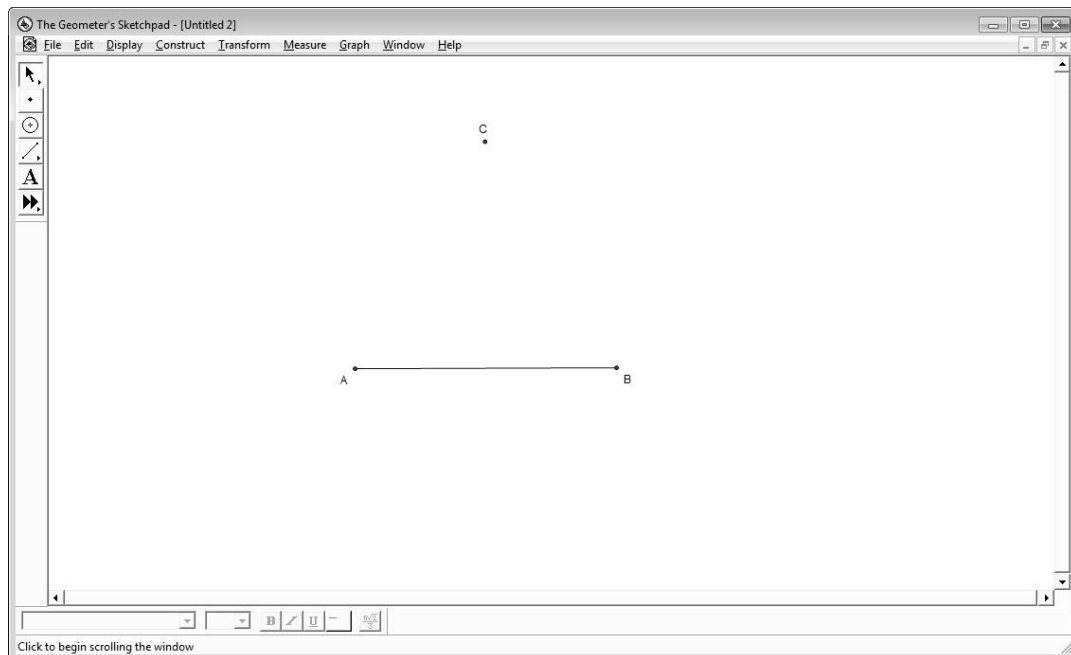 The Geometer's Sketchpad - [Untitled 2]
File Edit Display Construct Transform Measure Graph Window Help
A
C
A B
B I U
Click to begin scrolling the window